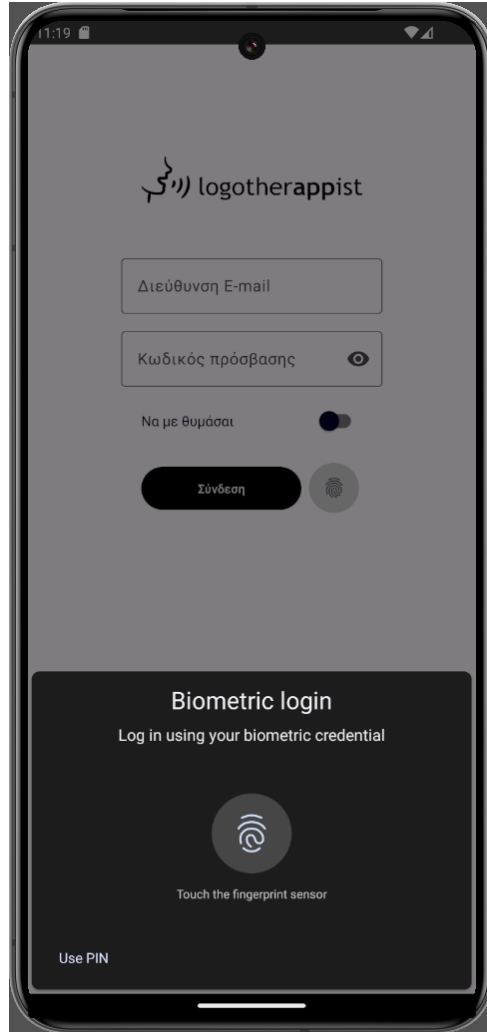 11:19
logotherappist
Διεύθυνση E-mail
Κωδικός πρόσβασης
Να με θυμάσαι
Σύνδεση
Biometric login
Log in using your biometric credential
Touch the fingerprint sensor
Use PIN